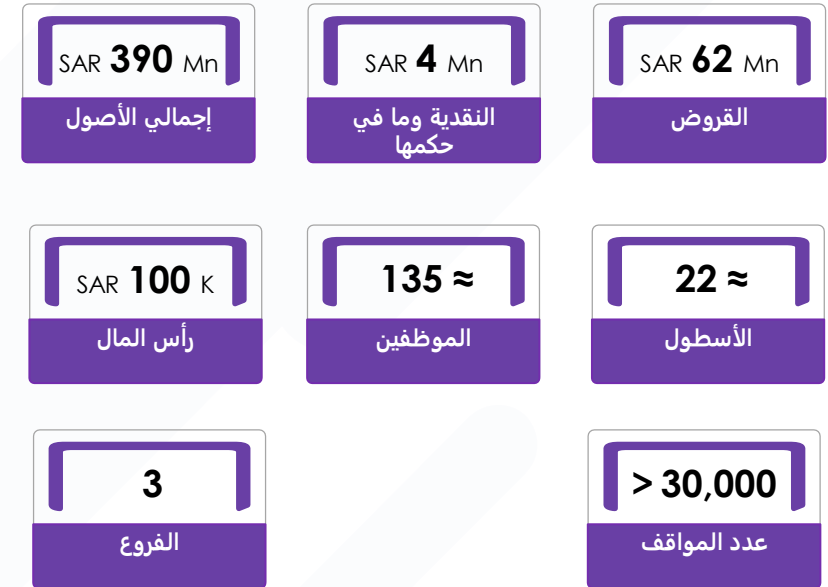 SAR 62 Mn
القروض
SAR 4 Mn
النقدية وما في
حكمها
SAR 390 Mn
إجمالي الأصول
22 ≈
الأسطول
135 ≈
الموظفين
SAR 100 K
رأس المال
> 30,000
عدد المواقف
3
الفروع